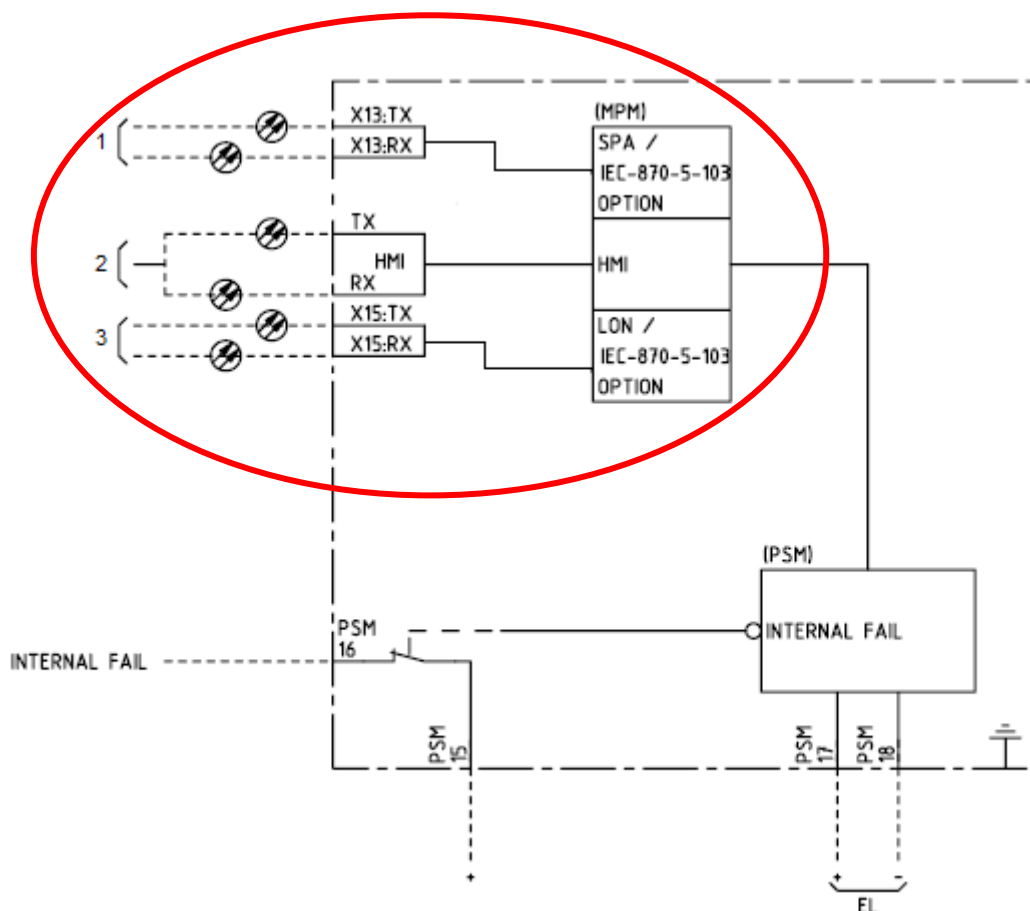 1
X13:TX
X13:RX
(MPM)
SPA /
IEC-870-5-103
OPTION
2
TX
HMI
RX
HMI
3
X15:TX
X15:RX
LON /
IEC-870-5-103
OPTION
(PSM)
INTERNAL FAIL
PSM
16
INTERNAL FAIL
PSM
15
PSM
17
PSM
18
+
+
-
EL